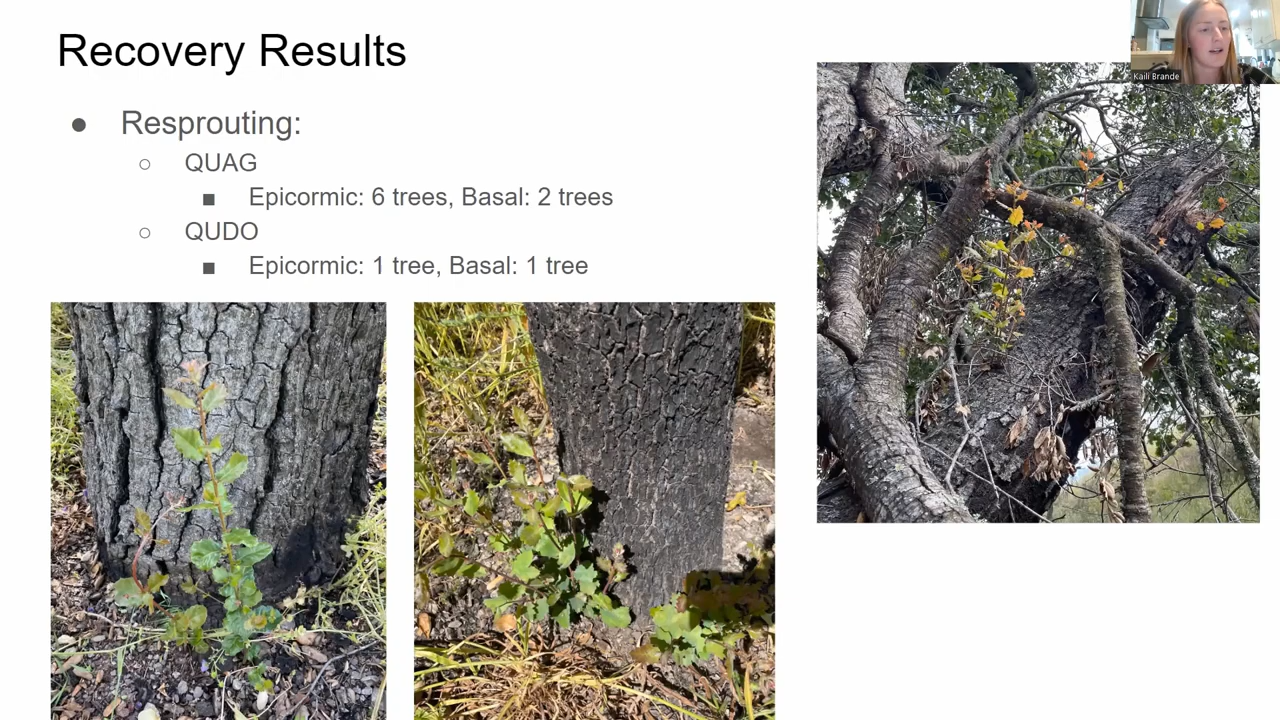 Recovery Results
Kaili Brande
● Resprouting:
○ QUAG
■ Epicormic: 6 trees, Basal: 2 trees
○ QUDO
■ Epicormic: 1 tree, Basal: 1 tree